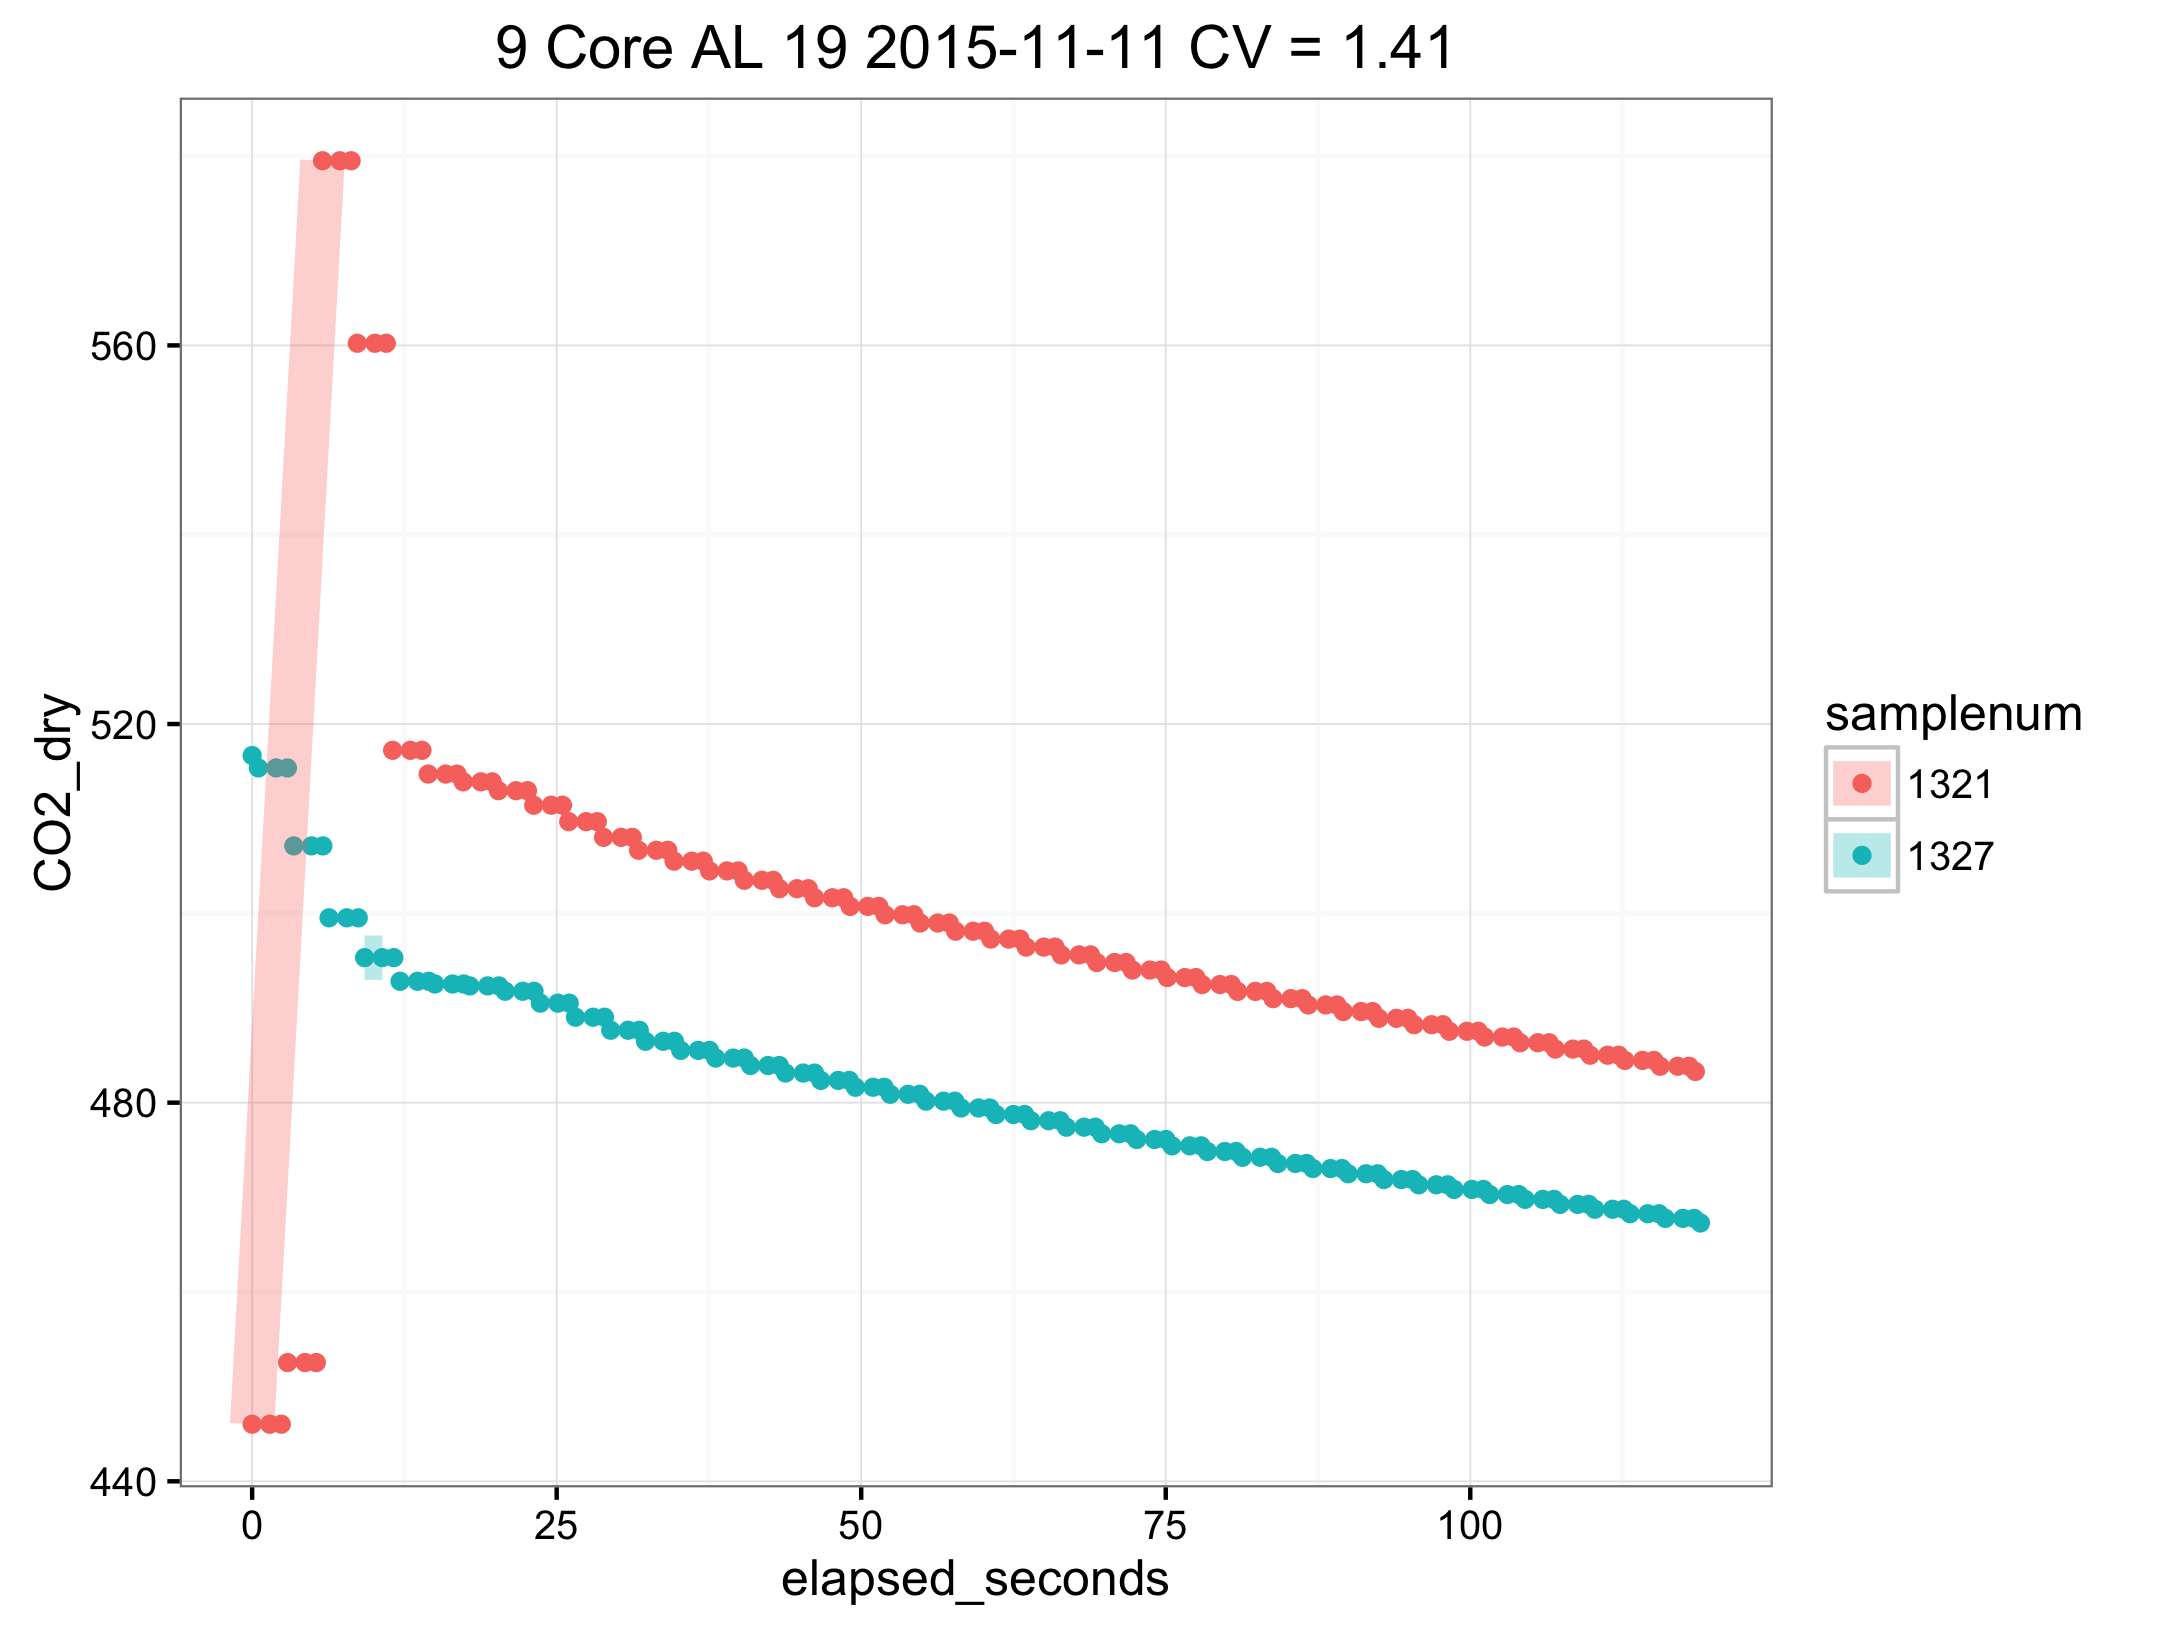 9 Core AL 19 2015-11-11 CV = 1.41
CO2_dry
560
520
480
440
0 25 50 75 100
elapsed_seconds
samplenum
1321
1327